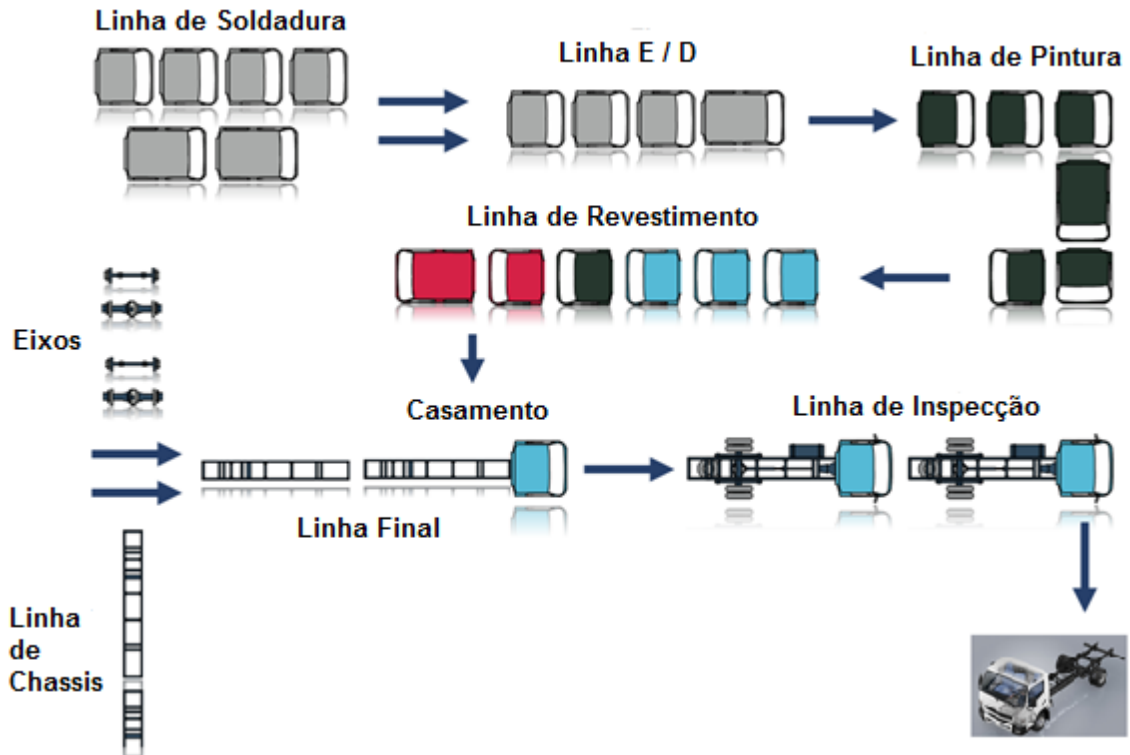 Linha de Soldadura
Linha E / D
Linha de Pintura
Linha de Revestimento
Eixos
Casamento
Linha de Inspecção
Linha Final
Linha
de
Chassis